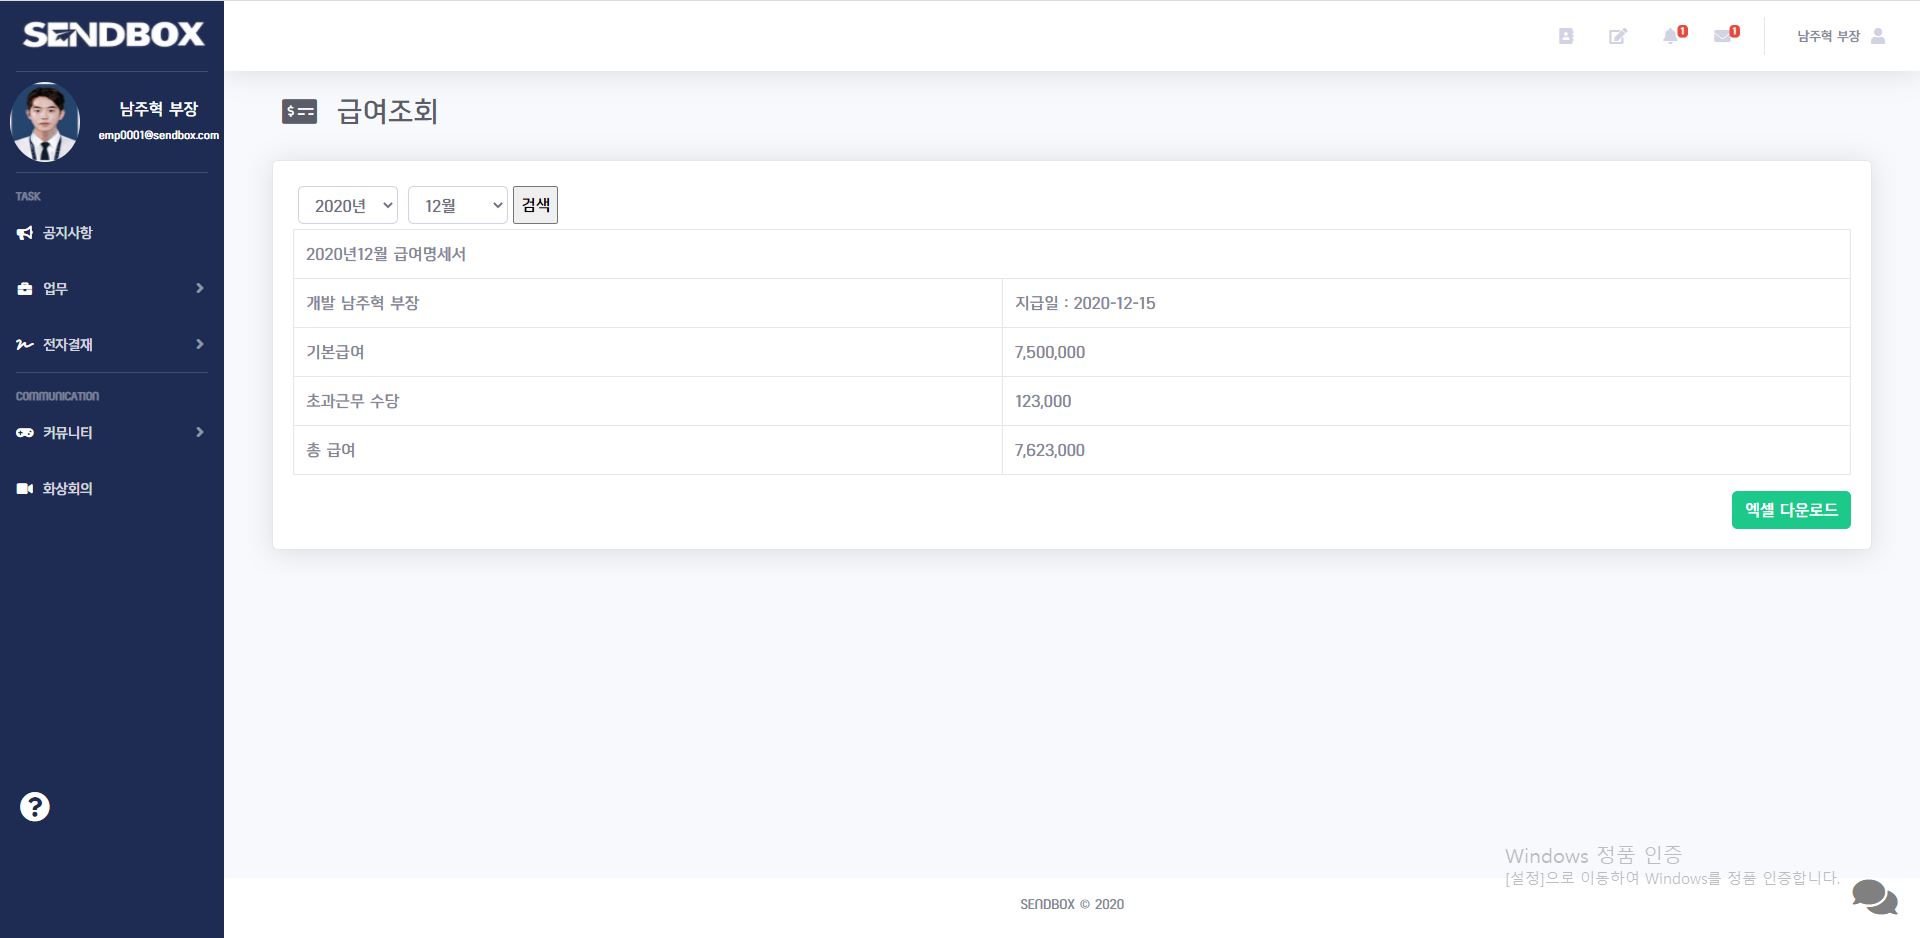 SENDBOX
남주혁 부장
emp0001@sendbox.com
TASK
공지사항
업무
전자결재
COMMUNICATION
커뮤니티
화상회의
1
1
남주혁 부장
급여조회
2020년
12월
검색
2020년12월 급여명세서
개발 남주혁 부장
지급일 : 2020-12-15
기본급여
7,500,000
초과근무 수당
123,000
총 급여
7,623,000
엑셀 다운로드
Windows 정품 인증
[설정]으로 이동하여 Windows를 정품 인증합니다.
SENDBOX © 2020